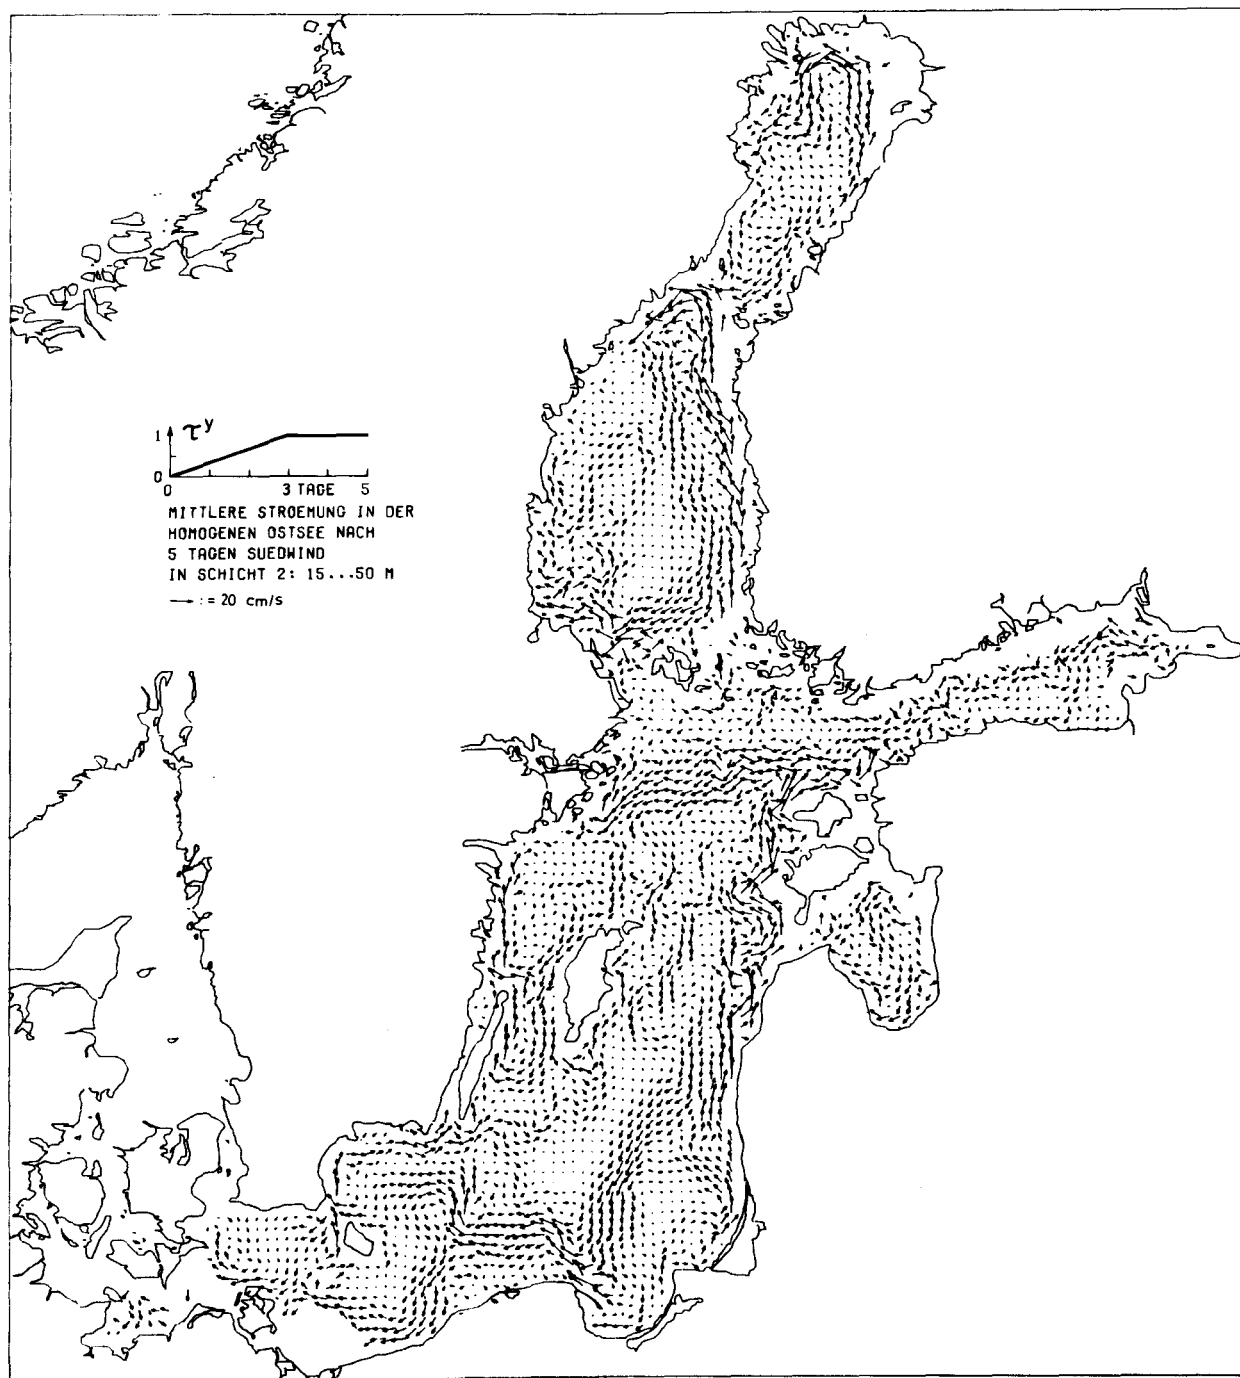 1 τy
0
0 3 TAGE 5
MITTLERE STROEMUNG IN DER
HOMOGENEN OSTSEE NACH
5 TAGEN SUEDWIND
IN SCHICHT 2: 15...50 M
→ := 20 cm/s